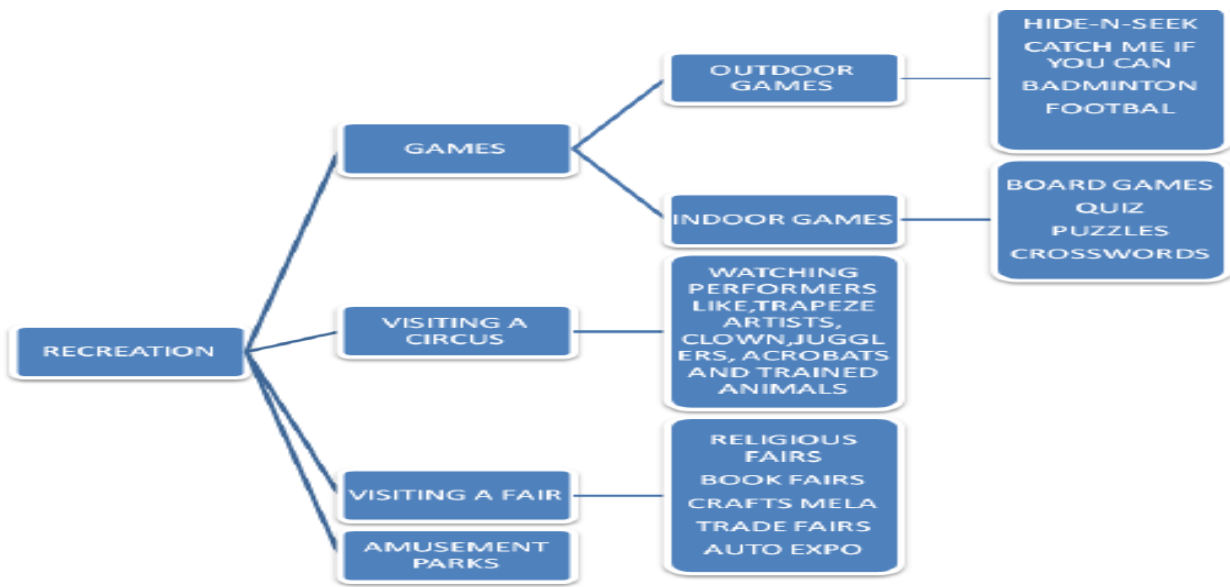 HIDE-N-SEEK
CATCH ME IF
YOU CAN
BADMINTON
FOOTBAL
OUTDOOR
GAMES
GAMES
BOARD GAMES
QUIZ
PUZZLES
CROSSWORDS
INDOOR GAMES
WATCHING
PERFORMERS
LIKE,TRAPEZE
ARTISTS,
CLOWN,JUGGL
ERS, ACROBATS
AND TRAINED
ANIMALS
VISITING A
CIRCUS
RECREATION
RELIGIOUS
FAIRS
BOOK FAIRS
CRAFTS MELA
TRADE FAIRS
AUTO EXPO
VISITING A FAIR
AMUSEMENT
PARKS